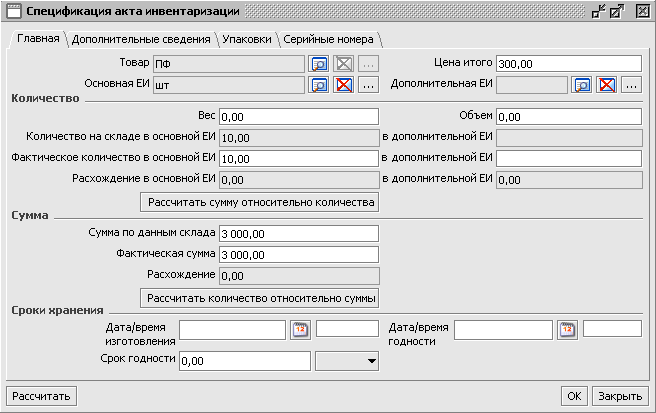 Спецификация акта инвентаризации
Главная Дополнительные сведения Упаковки Серийные номера
Товар ПФ ... Цена итого 300,00
Основная ЕИ шт ... Дополнительная ЕИ ...
Количество
Вес 0,00 Объем 0,00
Количество на складе в основной ЕИ 10,00 в дополнительной ЕИ
Фактическое количество в основной ЕИ 10,00 в дополнительной ЕИ
Расхождение в основной ЕИ 0,00 в дополнительной ЕИ 0,00
Рассчитать сумму относительно количества
Сумма
Сумма по данным склада 3 000,00
Фактическая сумма 3 000,00
Расхождение 0,00
Рассчитать количество относительно суммы
Сроки хранения
Дата/время изготовления 12 Дата/время годности 12
Срок годности 0,00
Рассчитать OK Закрыть